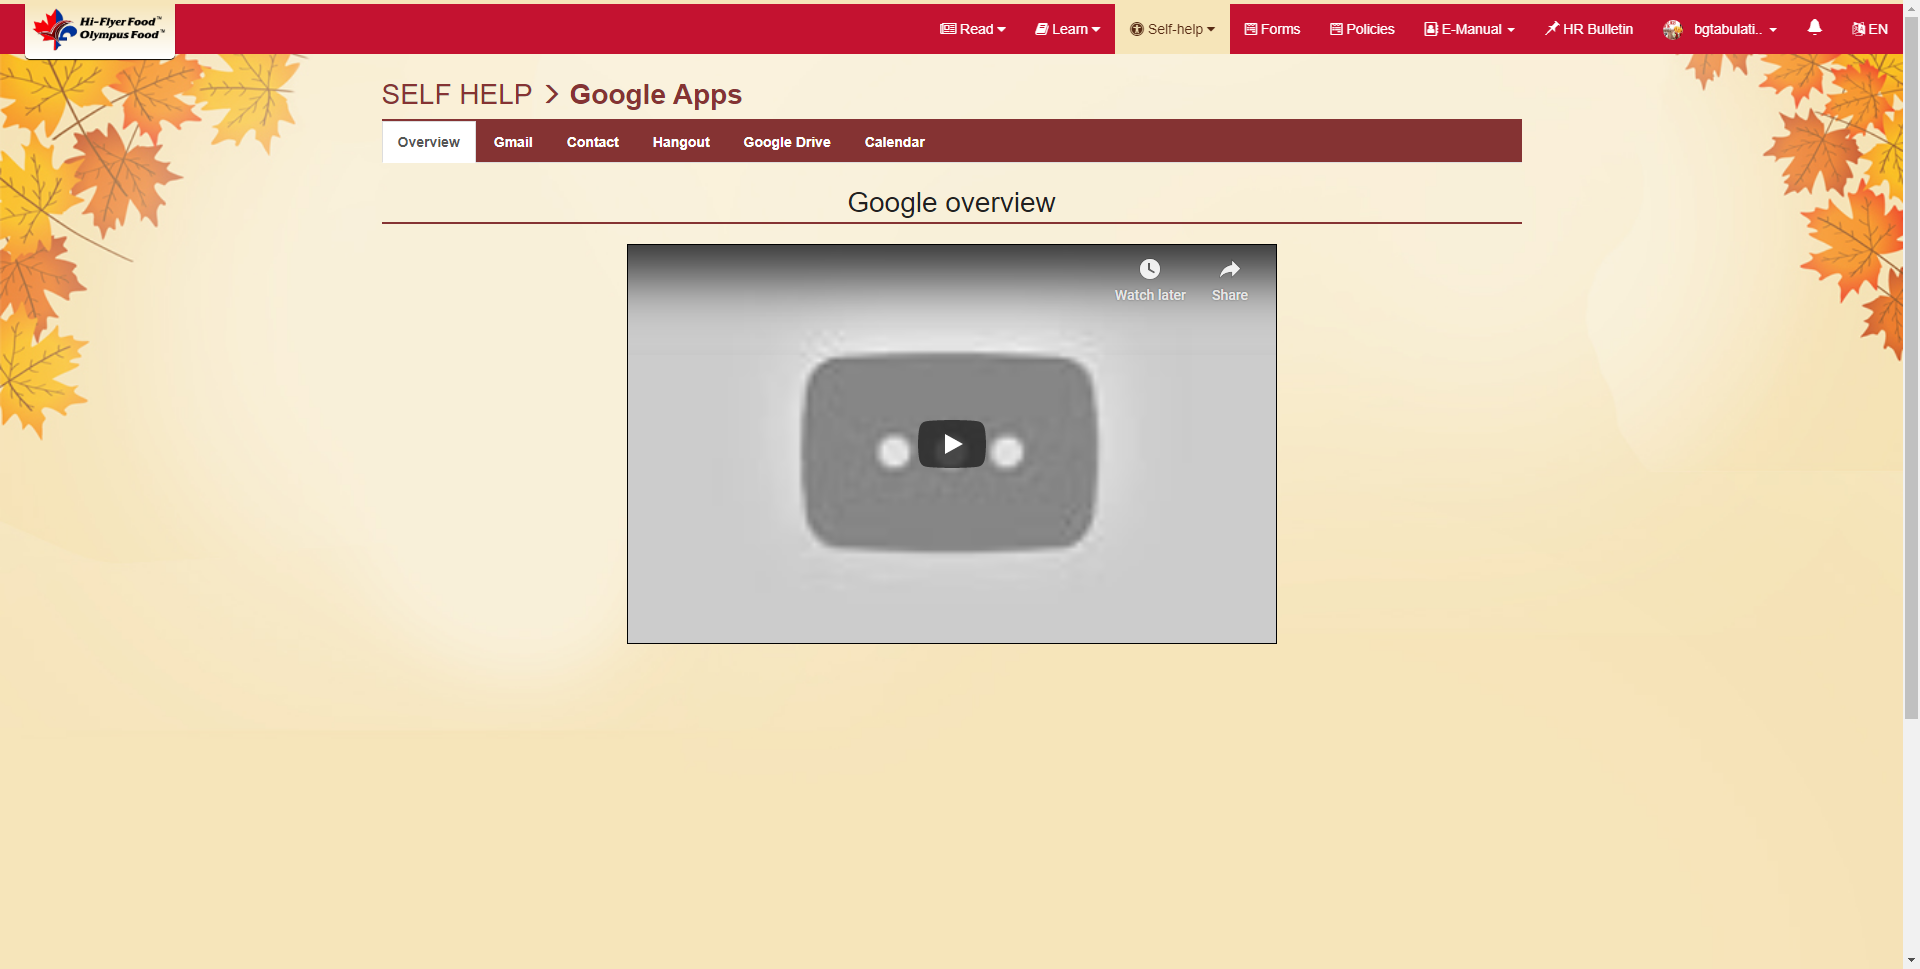 Hi-Flyer Food™
Olympus Food™
Read
Learn
Self-help
Forms
Policies
E-Manual
HR Bulletin
bgtabulati..
EN
SELF HELP > Google Apps
Overview
Gmail
Contact
Hangout
Google Drive
Calendar
Google overview
Watch later
Share